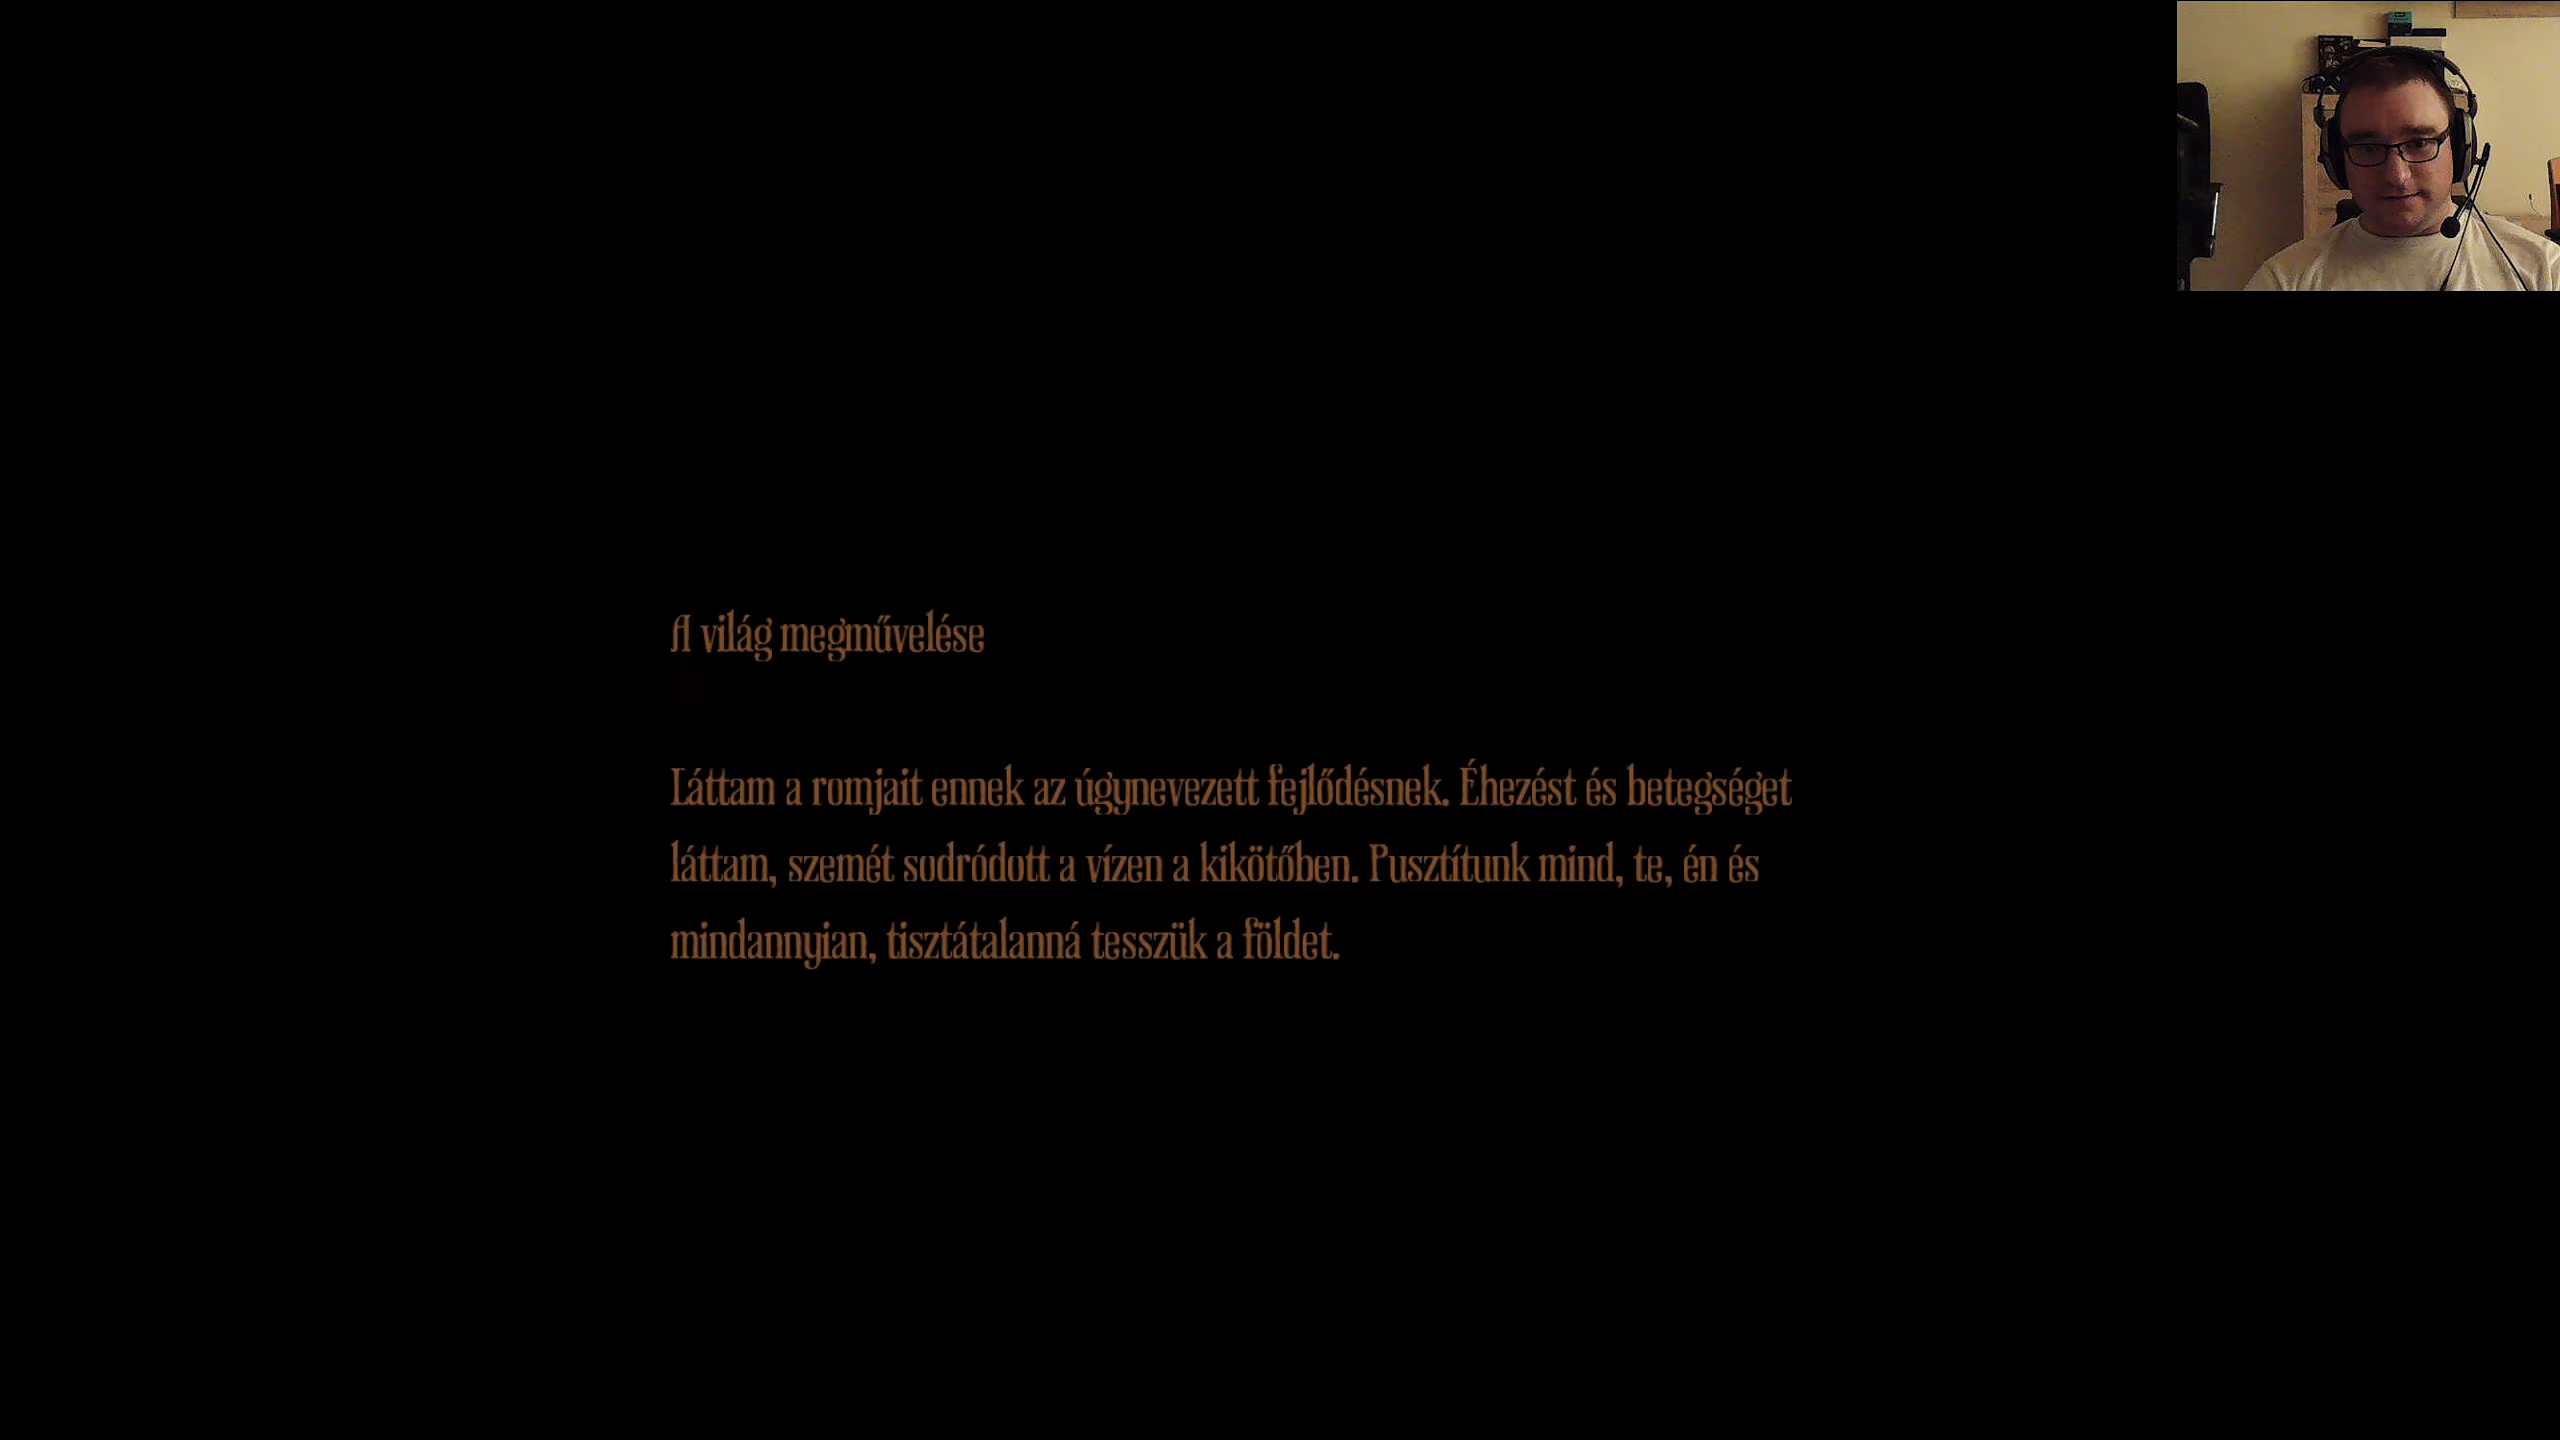 A világ megművelése
Láttam a romjait ennek az úgynevezett fejlődésnek. Éhezést és betegséget
láttam, szemét sodródott a vízen a kikötőben. Pusztítunk mind, te, én és
mindannyian, tisztátalanná tesszük a földet.